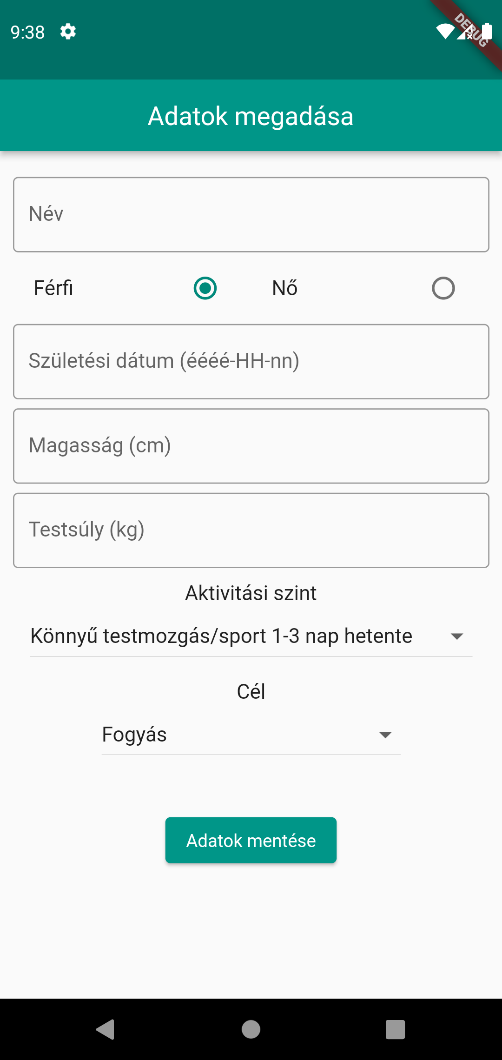 9:38
DEBUG
Adatok megadása
Név
Férfi Nő
Születési dátum (éééé-HH-nn)
Magasság (cm)
Testsúly (kg)
Aktivitási szint
Könnyű testmozgás/sport 1-3 nap hetente
Cél
Fogyás
Adatok mentése